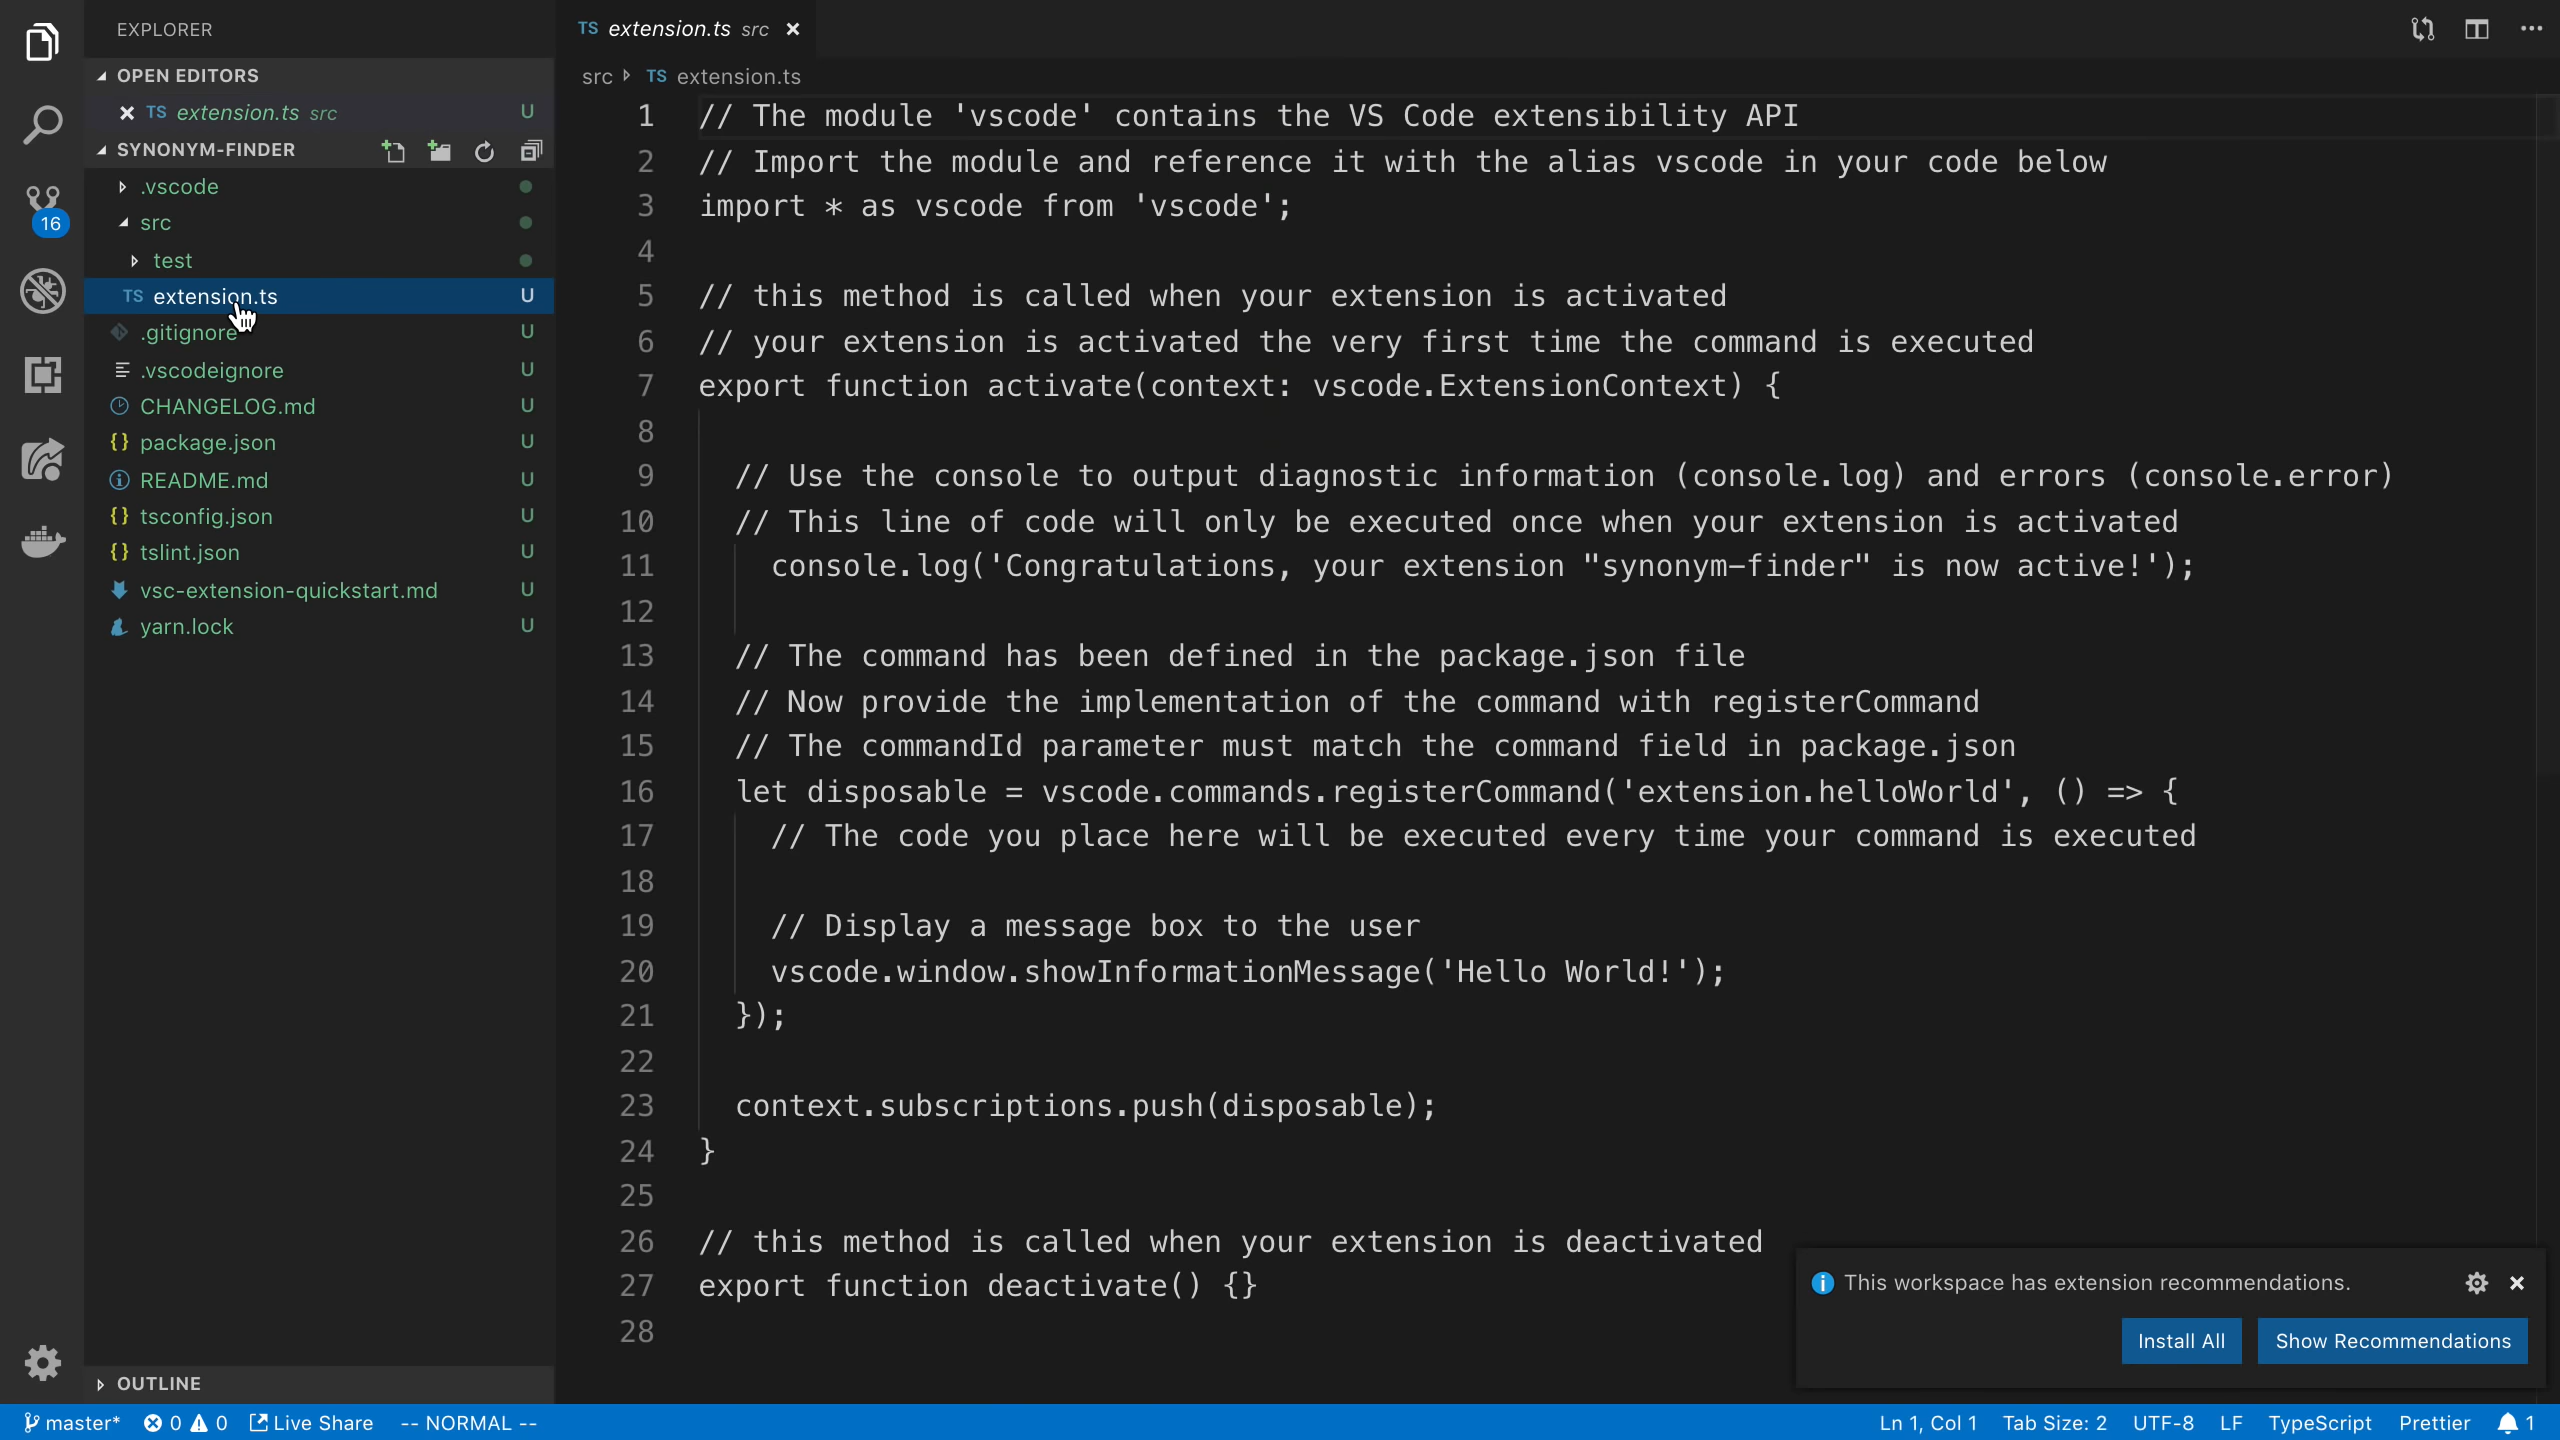 EXPLORER
OPEN EDITORS
TS extension.ts src U
SYNONYM-FINDER
.vscode
src
test
TS extension.ts U
.gitignore U
.vscodeignore U
CHANGELOG.md U
{} package.json U
README.md U
{} tsconfig.json U
{} tslint.json U
vsc-extension-quickstart.md U
yarn.lock U
OUTLINE
16
TS extension.ts src
src TS extension.ts
1 // The module 'vscode' contains the VS Code extensibility API
2 // Import the module and reference it with the alias vscode in your code below
3 import * as vscode from 'vscode';
4
5 // this method is called when your extension is activated
6 // your extension is activated the very first time the command is executed
7 export function activate(context: vscode.ExtensionContext) {
8
9 // Use the console to output diagnostic information (console.log) and errors (console.error)
10 // This line of code will only be executed once when your extension is activated
11 console.log('Congratulations, your extension "synonym-finder" is now active!');
12
13 // The command has been defined in the package.json file
14 // Now provide the implementation of the command with registerCommand
15 // The commandId parameter must match the command field in package.json
16 let disposable = vscode.commands.registerCommand('extension.helloWorld', () => {
17 // The code you place here will be executed every time your command is executed
18
19 // Display a message box to the user
20 vscode.window.showInformationMessage('Hello World!');
21 });
22
23 context.subscriptions.push(disposable);
24 }
25
26 // this method is called when your extension is deactivated
27 export function deactivate() {}
28
This workspace has extension recommendations.
Install All Show Recommendations
master* 0 0 Live Share -- NORMAL -- Ln 1, Col 1 Tab Size: 2 UTF-8 LF TypeScript Prettier 1